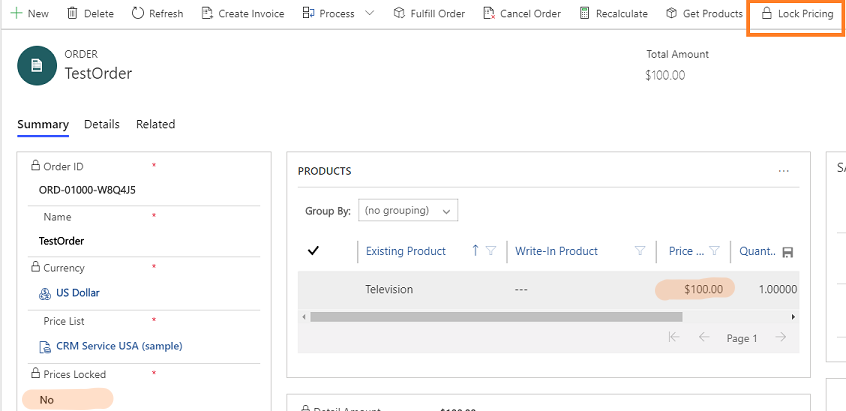 New Delete Refresh Create Invoice Process Fulfill Order Cancel Order Recalculate Get Products Lock Pricing
ORDER
TestOrder
Total Amount
$100.00
Summary Details Related
Order ID *
ORD-01000-W8Q4J5
Name *
TestOrder
Currency *
US Dollar
Price List *
CRM Service USA (sample)
Prices Locked *
No
PRODUCTS
Group By: (no grouping)
Existing Product Write-In Product Price ... Quant..
Television --- $100.00 1.00000
Page 1
Detail Amount $100.00
SA